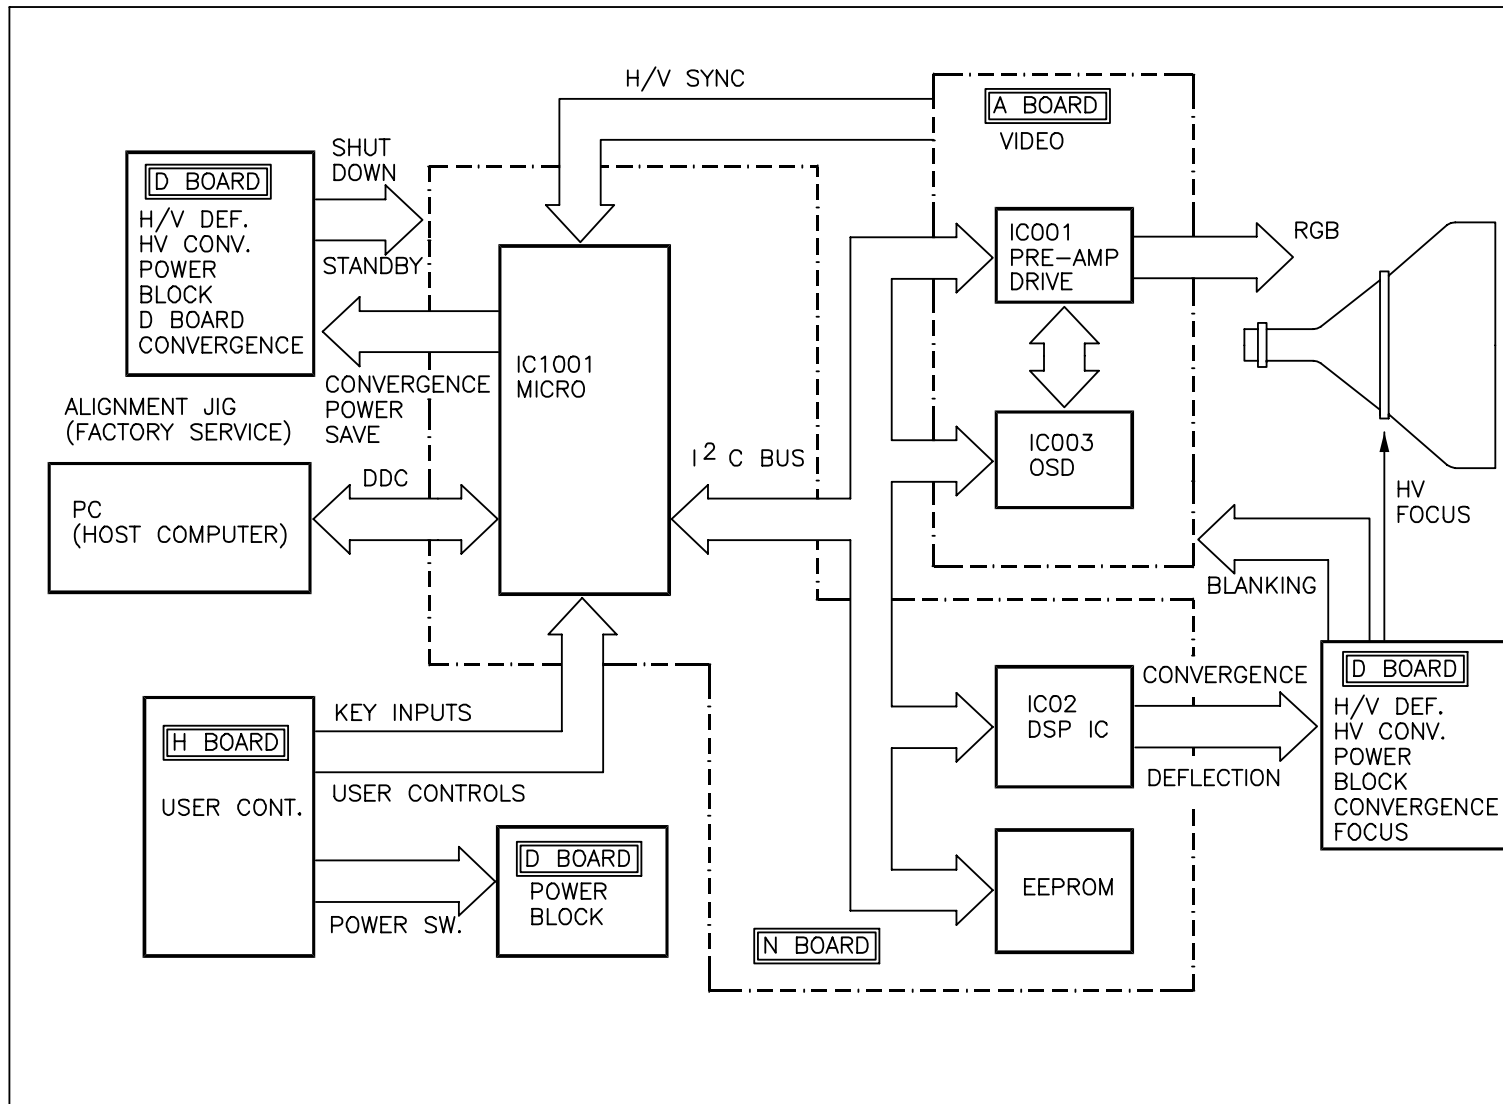 H/V SYNC
A BOARD
VIDEO
SHUT
DOWN
D BOARD
H/V DEF.
HV CONV.
POWER
BLOCK
D BOARD
CONVERGENCE
STANDBY
CONVERGENCE
POWER
SAVE
IC1001
MICRO
IC001
PRE-AMP
DRIVE
RGB
ALIGNMENT JIG
(FACTORY SERVICE)
PC
(HOST COMPUTER)
DDC
I² C BUS
IC003
OSD
HV
FOCUS
BLANKING
H BOARD
USER CONT.
KEY INPUTS
USER CONTROLS
POWER SW.
D BOARD
POWER
BLOCK
IC02
DSP IC
CONVERGENCE
DEFLECTION
D BOARD
H/V DEF.
HV CONV.
POWER
BLOCK
CONVERGENCE
FOCUS
EEPROM
N BOARD